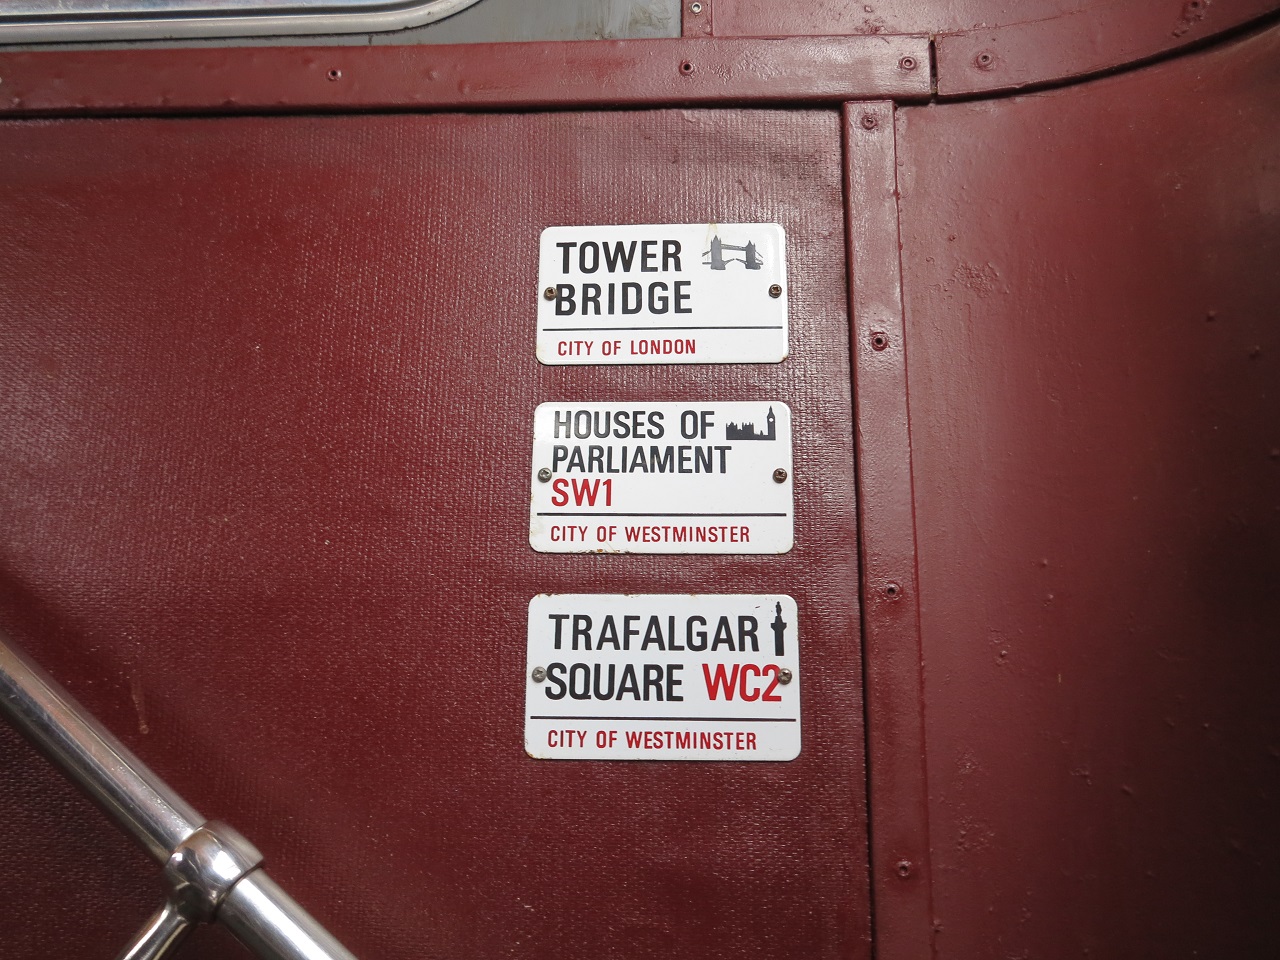 TOWER
BRIDGE
CITY OF LONDON
HOUSES OF
PARLIAMENT
SW1
CITY OF WESTMINSTER
TRAFALGAR
SQUARE WC2
CITY OF WESTMINSTER